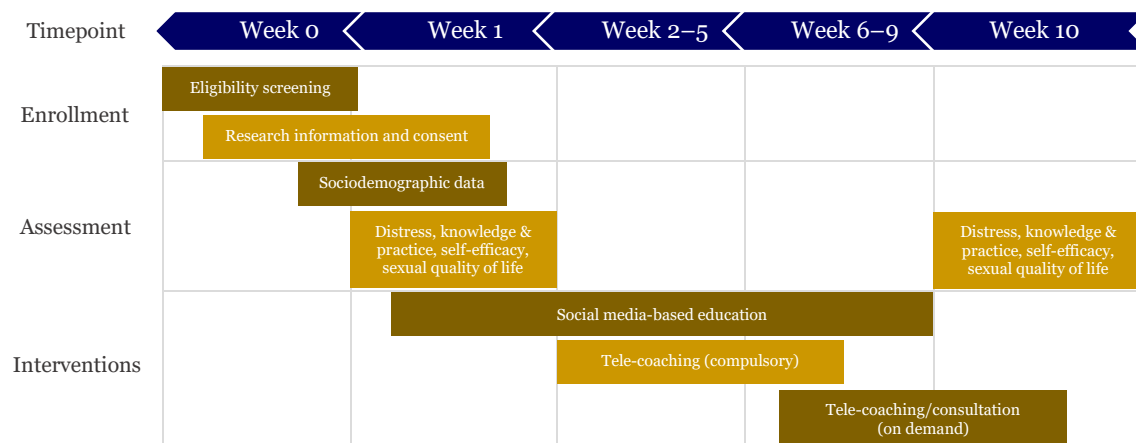 Timepoint
Week 0
Week 1
Week 2–5
Week 6–9
Week 10
Enrollment
Eligibility screening
Research information and consent
Assessment
Sociodemographic data
Distress, knowledge &
practice, self-efficacy,
sexual quality of life
Distress, knowledge &
practice, self-efficacy,
sexual quality of life
Interventions
Social media-based education
Tele-coaching (compulsory)
Tele-coaching/consultation
(on demand)